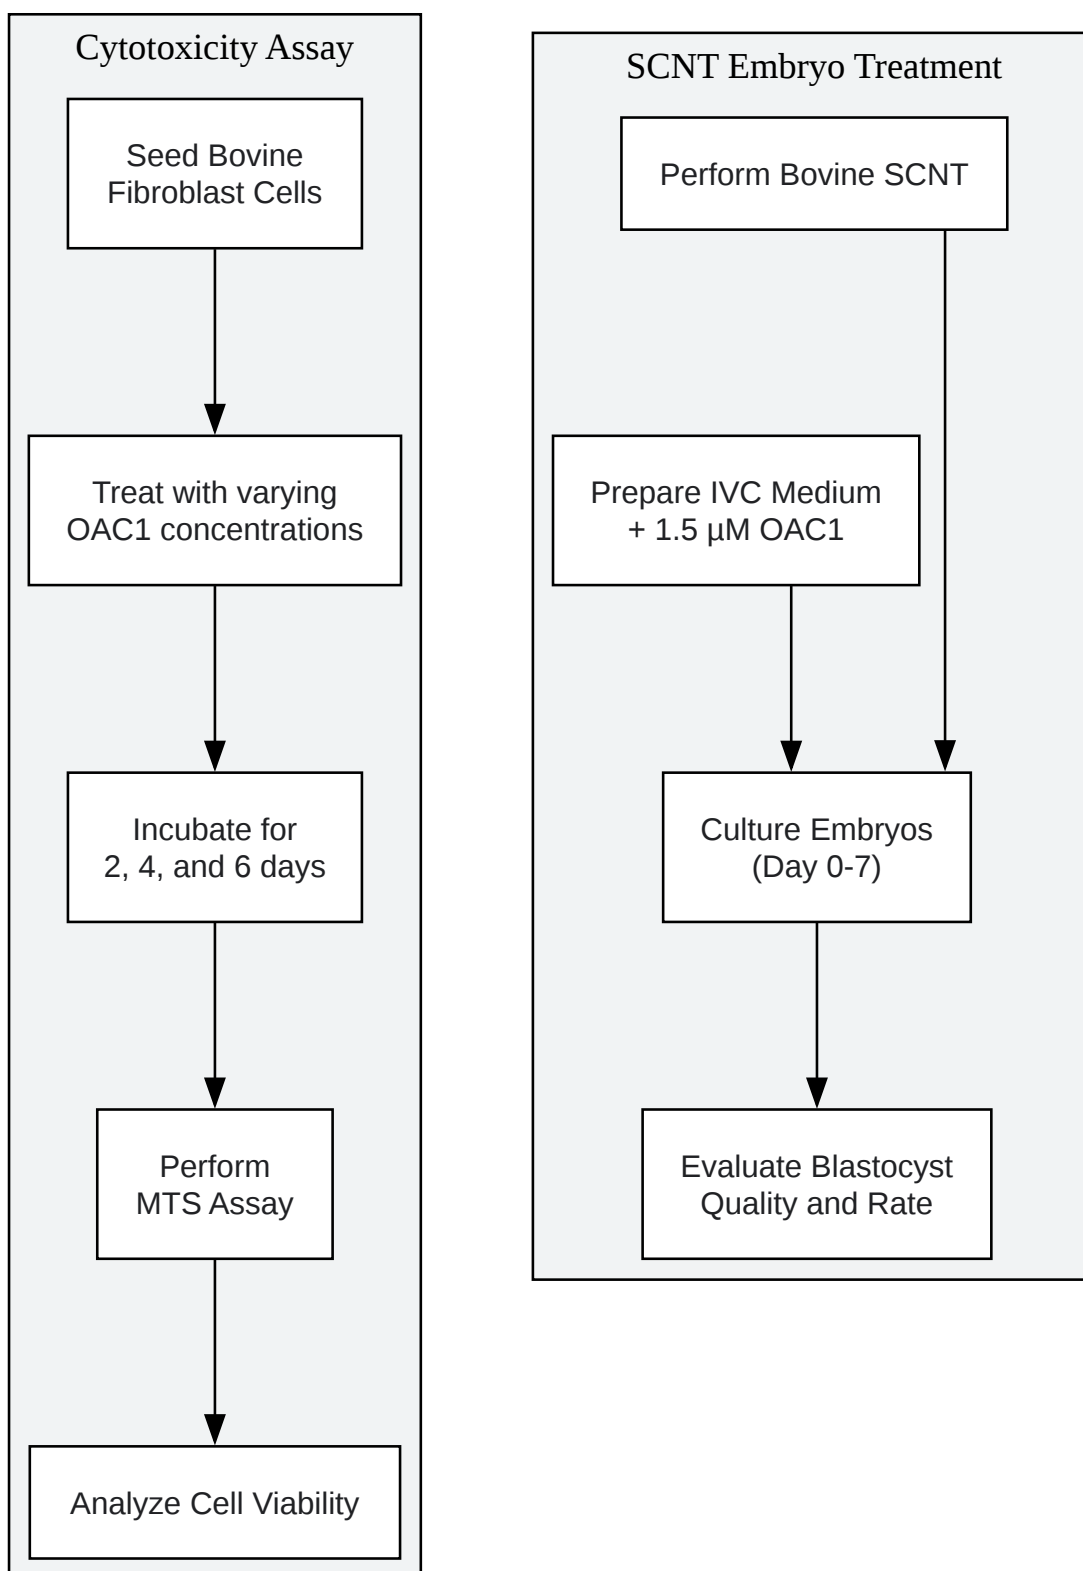 Cytotoxicity Assay
Seed Bovine
Fibroblast Cells
Treat with varying
OAC1 concentrations
Incubate for
2, 4, and 6 days
Perform
MTS Assay
Analyze Cell Viability
SCNT Embryo Treatment
Perform Bovine SCNT
Prepare IVC Medium
+ 1.5 µM OAC1
Culture Embryos
(Day 0-7)
Evaluate Blastocyst
Quality and Rate